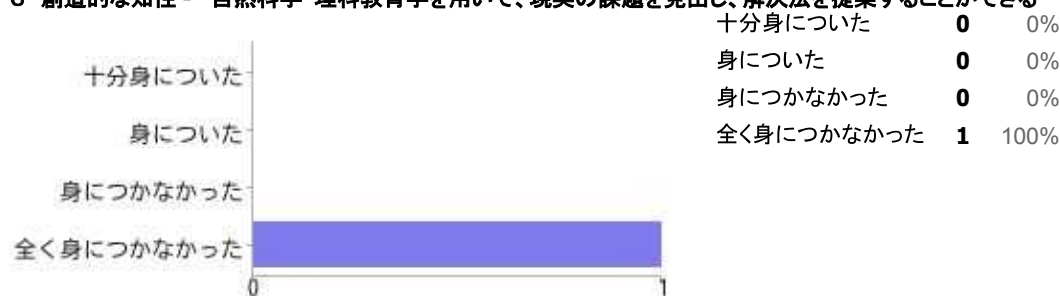 創造的な知性 - 自然科学・理科教育学を用いて、現実の課題を見出し、解決法を提案することができる
十分身についた 0 0%
身についた 0 0%
身につかなかった 0 0%
全く身につかなかった 1 100%
十分身についた
身についた
身につかなかった
全く身につかなかった
0 1